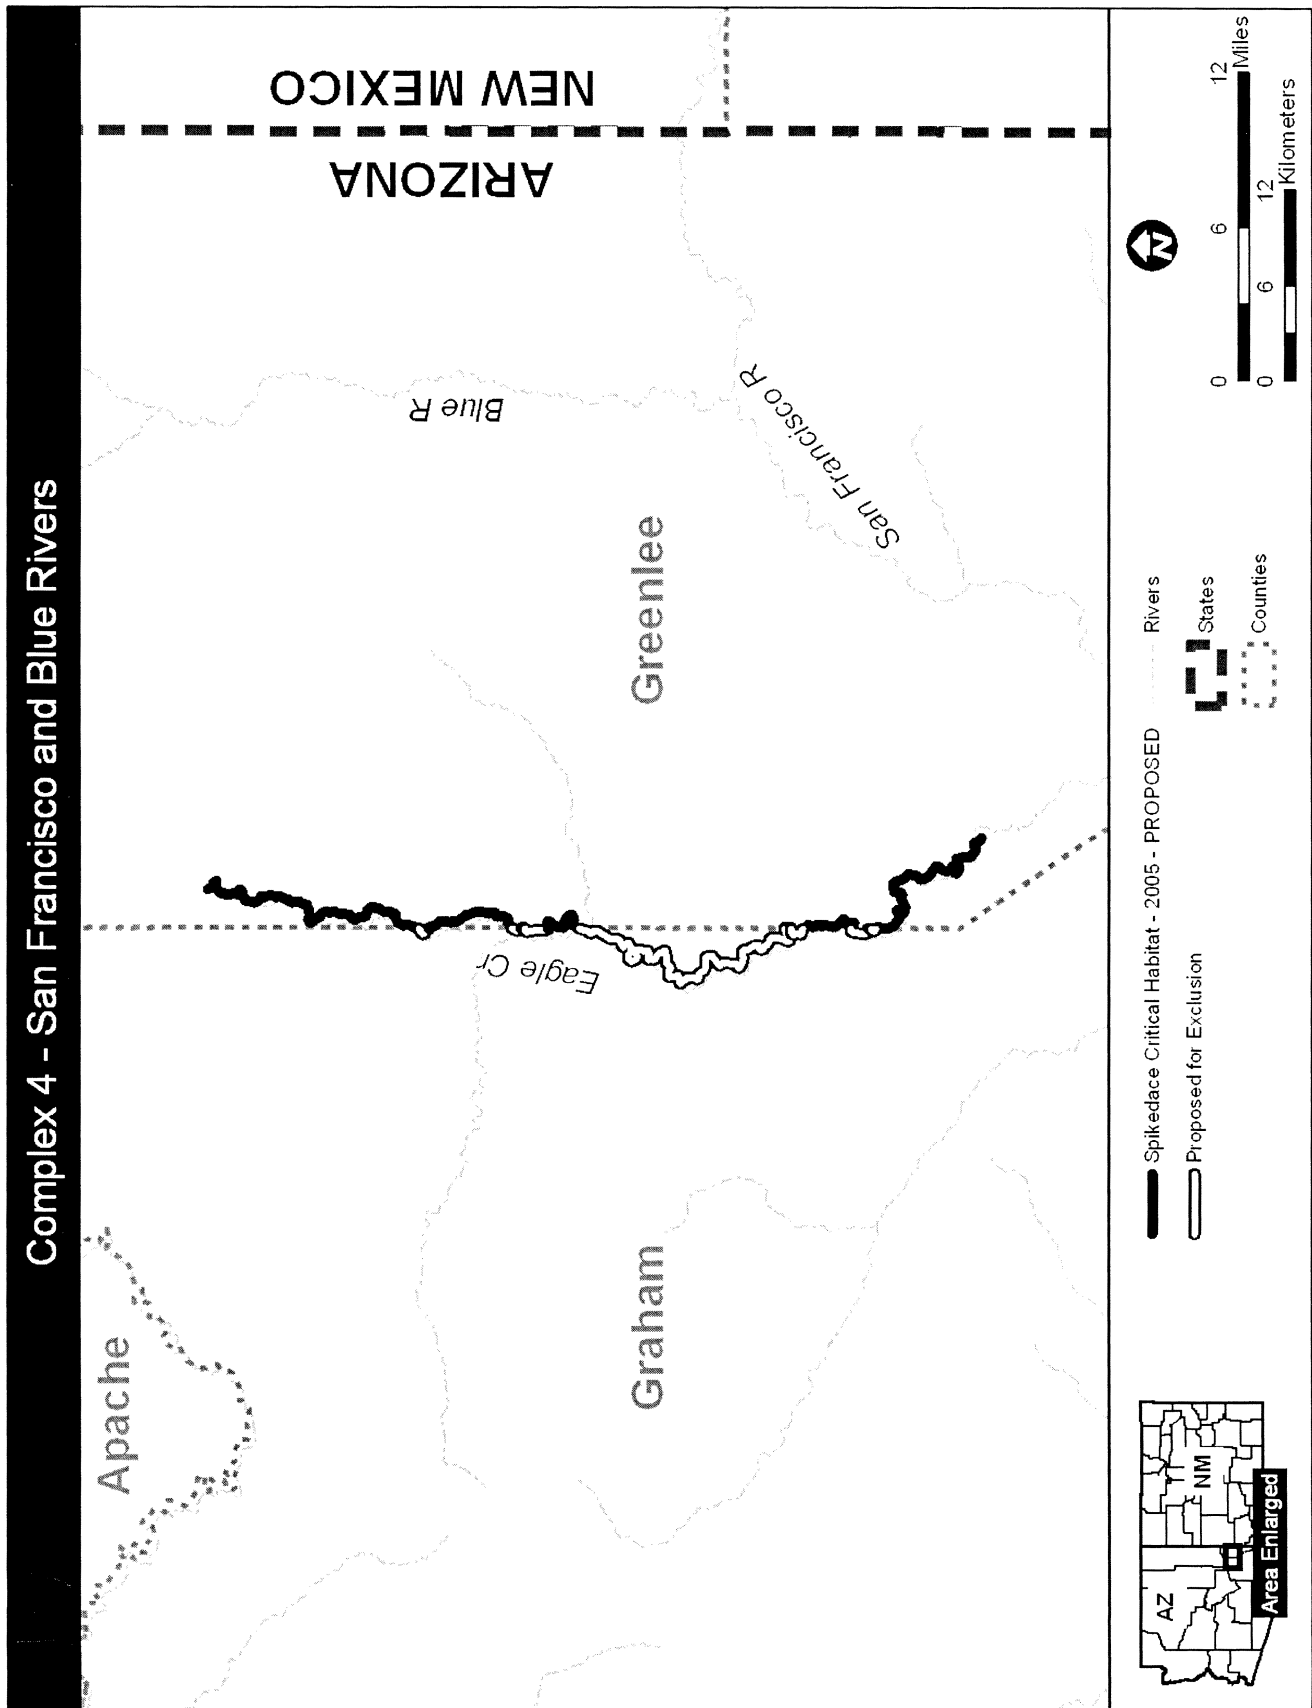 Complex 4 - San Francisco and Blue Rivers
Apache
NEW MEXICO
ARIZONA
Blue R
Eagle Cr
Graham
Greenlee
San Francisco R
AZ
NM
Area Enlarged
Spikedace Critical Habitat - 2005 - PROPOSED
Proposed for Exclusion
Rivers
States
Counties
N
0 6 12
Miles
0 6 12
Kilometers